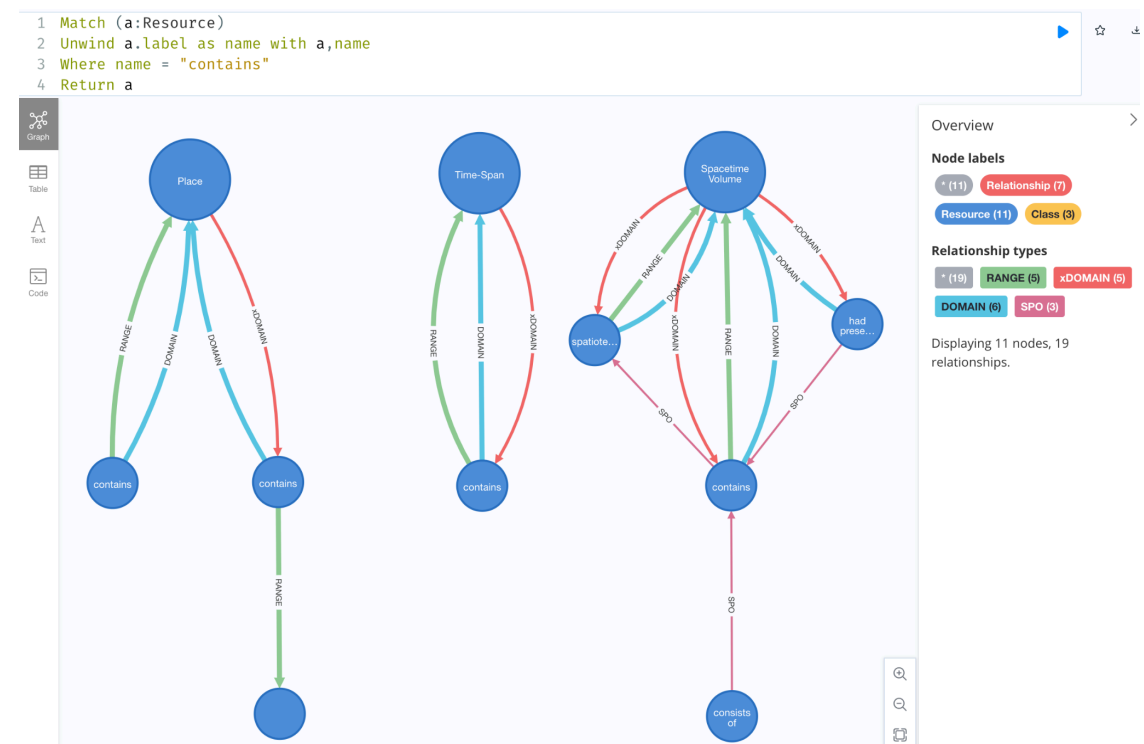 1 Match (a:Resource)
2 Unwind a.label as name with a,name
3 Where name = "contains"
4 Return a
Graph
Table
Text
Code
Place
Time-Span
Spacetime
Volume
xDOMAIN
xDOMAIN
RANGE
DOMAIN
DOMAIN
had
prese...
spatiote...
RANGE
DOMAIN
DOMAIN
xDOMAIN
RANGE
DOMAIN
xDOMAIN
xDOMAIN
RANGE
DOMAIN
SPO
SPO
contains
contains
contains
contains
RANGE
SPO
consists
of
Overview
Node labels
* (11) Relationship (7)
Resource (11) Class (3)
Relationship types
* (19) RANGE (5) xDOMAIN (5)
DOMAIN (6) SPO (3)
Displaying 11 nodes, 19
relationships.